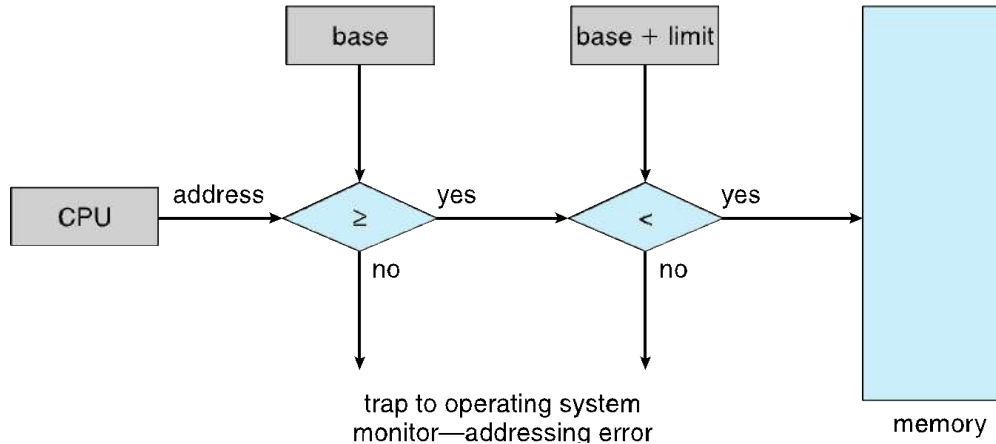 base
base + limit
CPU
address
≥
yes
<
yes
no
no
trap to operating system
monitor—addressing error
memory